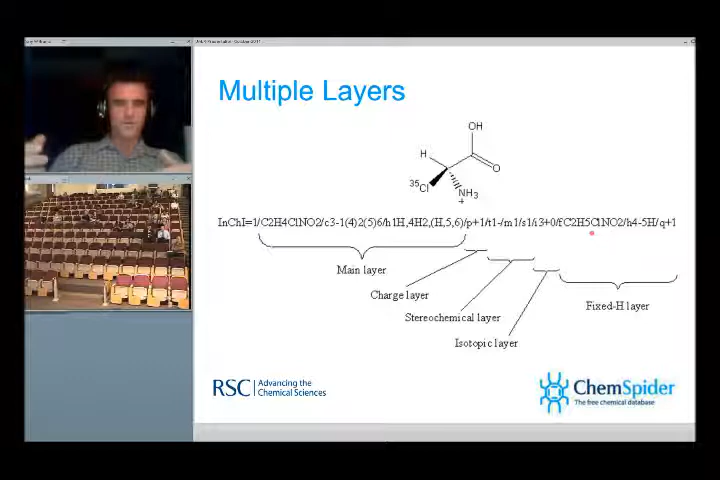 Multiple Layers
OH
H
O
35Cl
NH3
+
InChI=1/C2H4ClNO2/c3-1(4)2(5)6/h1H,4H2,(H,5,6)/p+1/t1-/m1/s1/i3+0/fC2H5ClNO2/h4-5H/q+1
Main layer
Charge layer
Stereochemical layer
Isotopic layer
Fixed-H layer
RSC Advancing the
Chemical Sciences
ChemSpider
The free chemical database